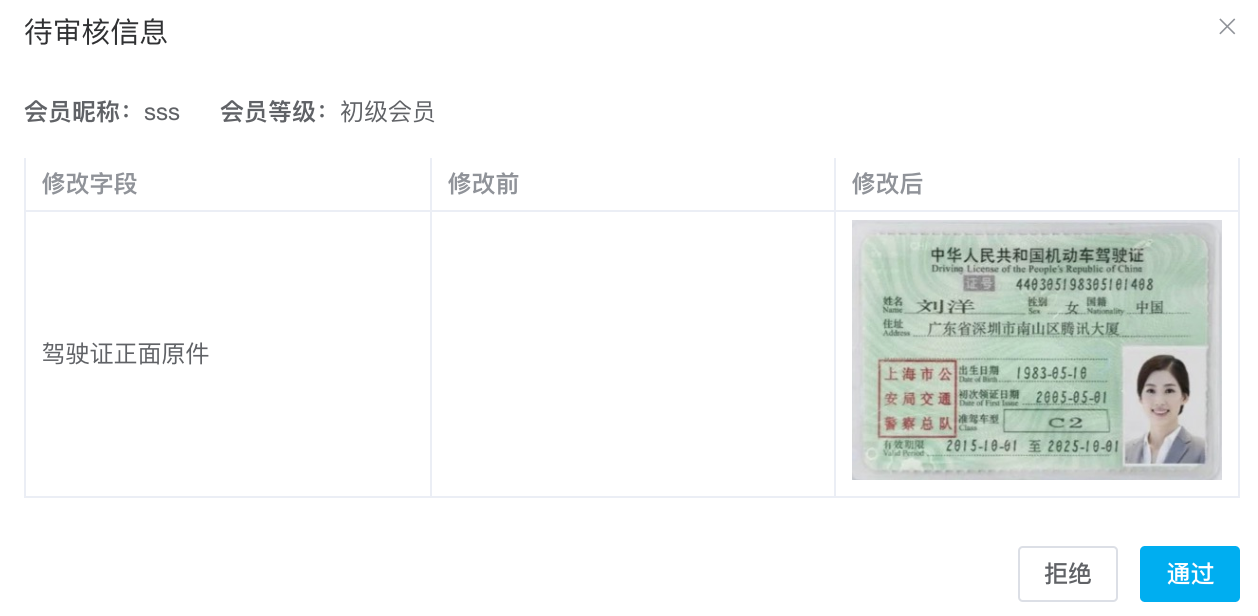 待审核信息
会员昵称：sss 会员等级：初级会员
修改字段 修改前 修改后
驾驶证正面原件
中华人民共和国机动车驾驶证
Driving License of the People's Republic of China
证号 440305198305101408
姓名 Name 刘洋 性别 Sex 女 国籍 Nationality 中国
住址 Address 广东省深圳市南山区腾讯大厦
上海市公
安局交通
警察总队
出生日期 Date of Birth 1983-05-10
初次领证日期 Date of First Issue 2005-05-01
准驾车型 Class C2
有效期限 Valid Period 2015-10-01 至 2025-10-01
拒绝 通过